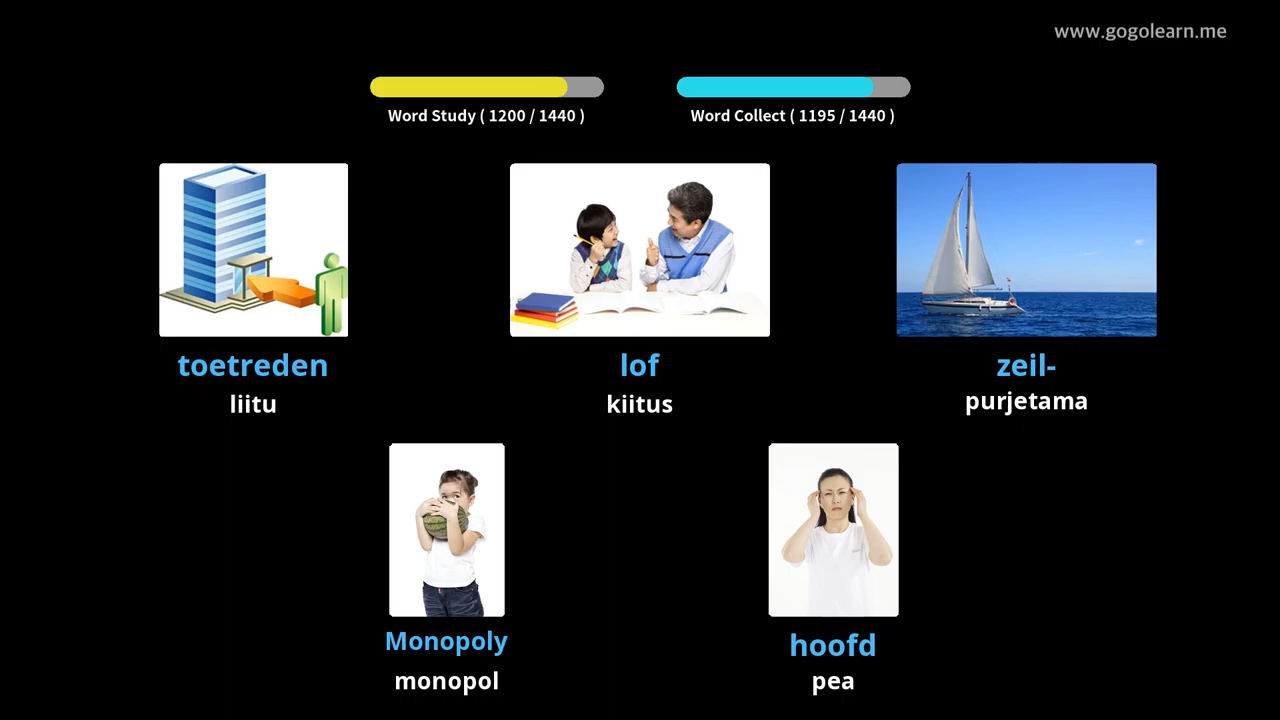 www.gogolearn.me
Word Study ( 1200 / 1440 )
Word Collect ( 1195 / 1440 )
toetreden
liitu
lof
kiitus
zeil-
purjetama
Monopoly
monopol
hoofd
pea